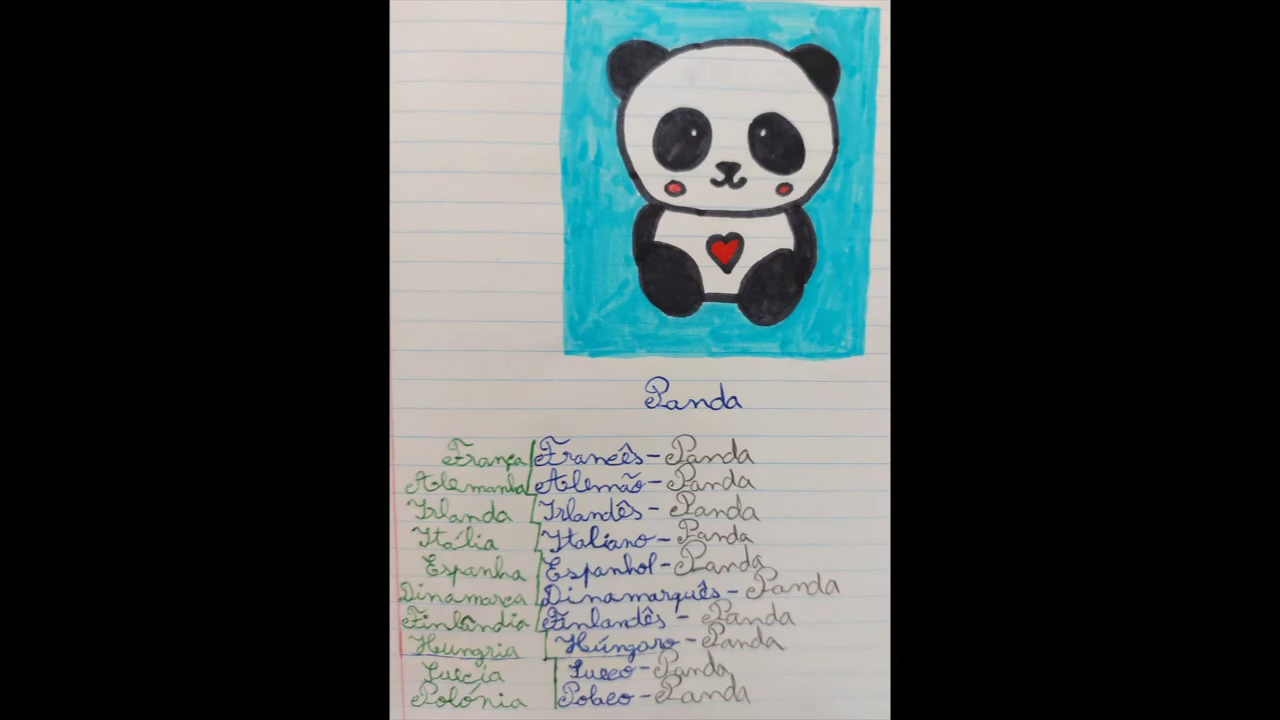 Panda
França Francês - Panda
Alemanha Alemão - Panda
Irlanda Irlandês - Panda
Itália Italiano - Panda
Espanha Espanhol - Panda
Dinamarca Dinamarquês - Panda
Finlândia Finlandês - Panda
Hungria Húngaro - Panda
Suécia Sueco - Panda
Polónia Polaco - Panda